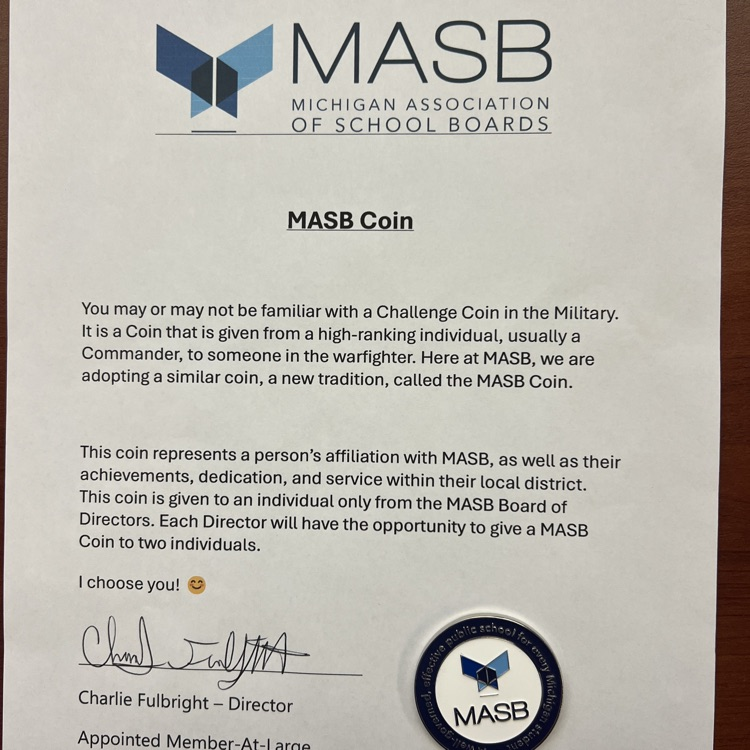 MASB
MICHIGAN ASSOCIATION
OF SCHOOL BOARDS
MASB Coin
You may or may not be familiar with a Challenge Coin in the Military.
It is a Coin that is given from a high-ranking individual, usually a
Commander, to someone in the warfighter. Here at MASB, we are
adopting a similar coin, a new tradition, called the MASB Coin.
This coin represents a person's affiliation with MASB, as well as their
achievements, dedication, and service within their local district.
This coin is given to an individual only from the MASB Board of
Directors. Each Director will have the opportunity to give a MASB
Coin to two individuals.
I choose you! 😊
Charlie Fulbright – Director
Appointed Member-At-Large
effective public school for every Michigan student
MASB